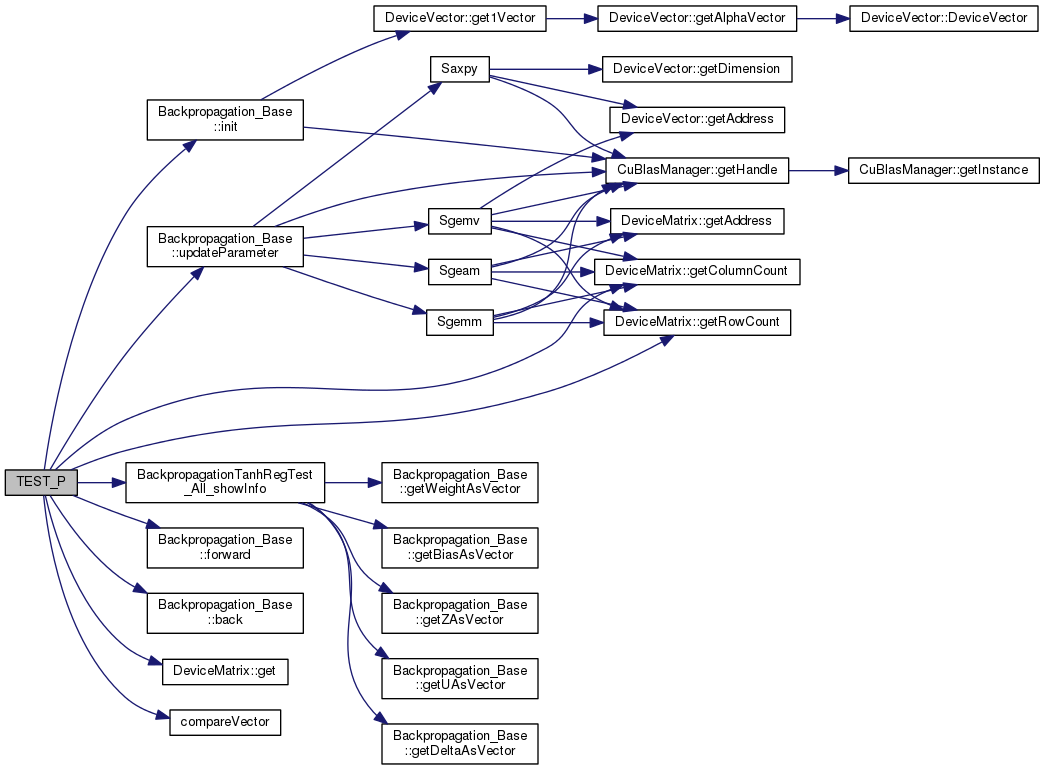 DeviceVector::get1Vector
DeviceVector::getAlphaVector
DeviceVector::DeviceVector
Saxpy
DeviceVector::getDimension
Backpropagation_Base
::init
DeviceVector::getAddress
CuBlasManager::getHandle
CuBlasManager::getInstance
Backpropagation_Base
::updateParameter
Sgemv
DeviceMatrix::getAddress
Sgeam
DeviceMatrix::getColumnCount
Sgemm
DeviceMatrix::getRowCount
TEST_P
BackpropagationTanhRegTest
_All_showInfo
Backpropagation_Base
::getWeightAsVector
Backpropagation_Base
::forward
Backpropagation_Base
::getBiasAsVector
Backpropagation_Base
::back
Backpropagation_Base
::getZAsVector
DeviceMatrix::get
Backpropagation_Base
::getUAsVector
compareVector
Backpropagation_Base
::getDeltaAsVector